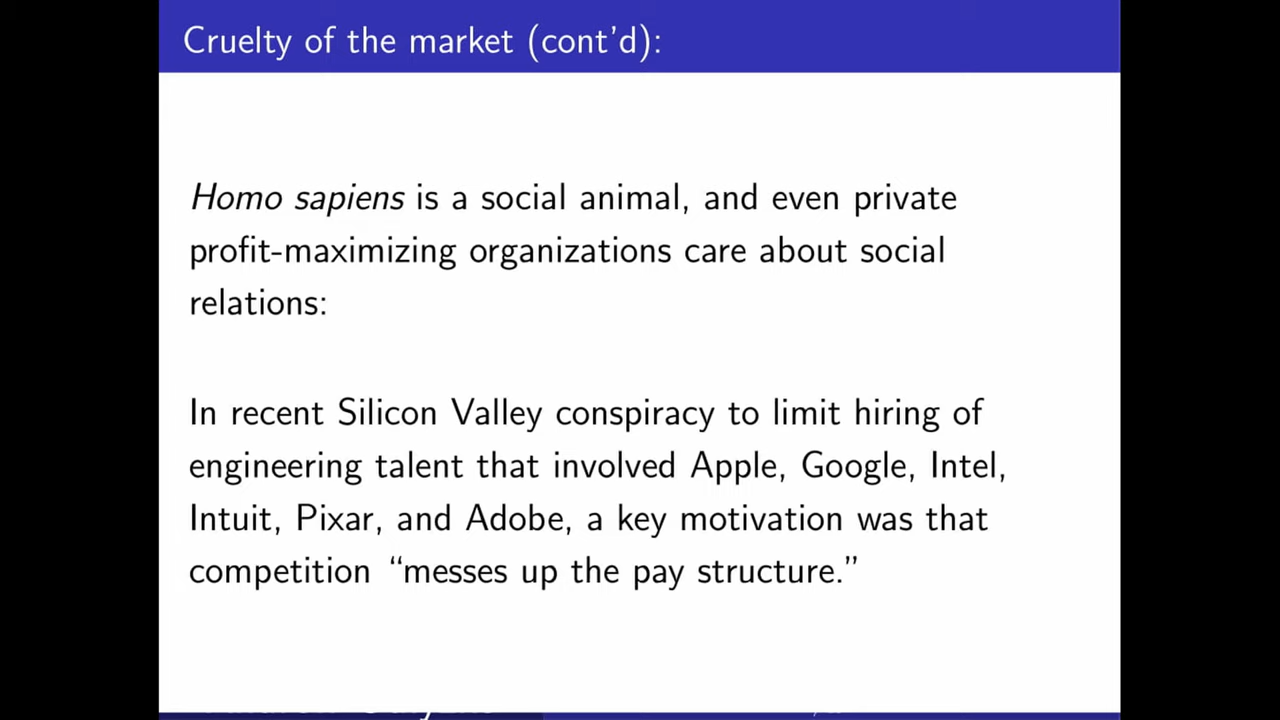 Cruelty of the market (cont'd):
Homo sapiens is a social animal, and even private
profit-maximizing organizations care about social
relations:
In recent Silicon Valley conspiracy to limit hiring of
engineering talent that involved Apple, Google, Intel,
Intuit, Pixar, and Adobe, a key motivation was that
competition “messes up the pay structure.”